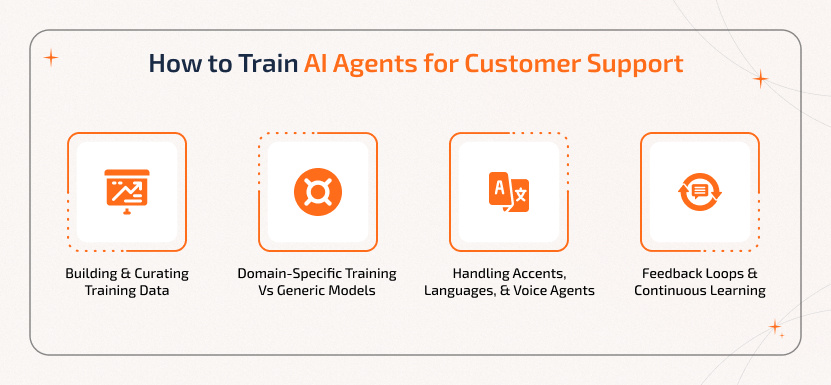 How to Train AI Agents for Customer Support
A
文
Building & Curating
Training Data
Domain-Specific Training
Vs Generic Models
Handling Accents,
Languages, & Voice Agents
Feedback Loops &
Continuous Learning